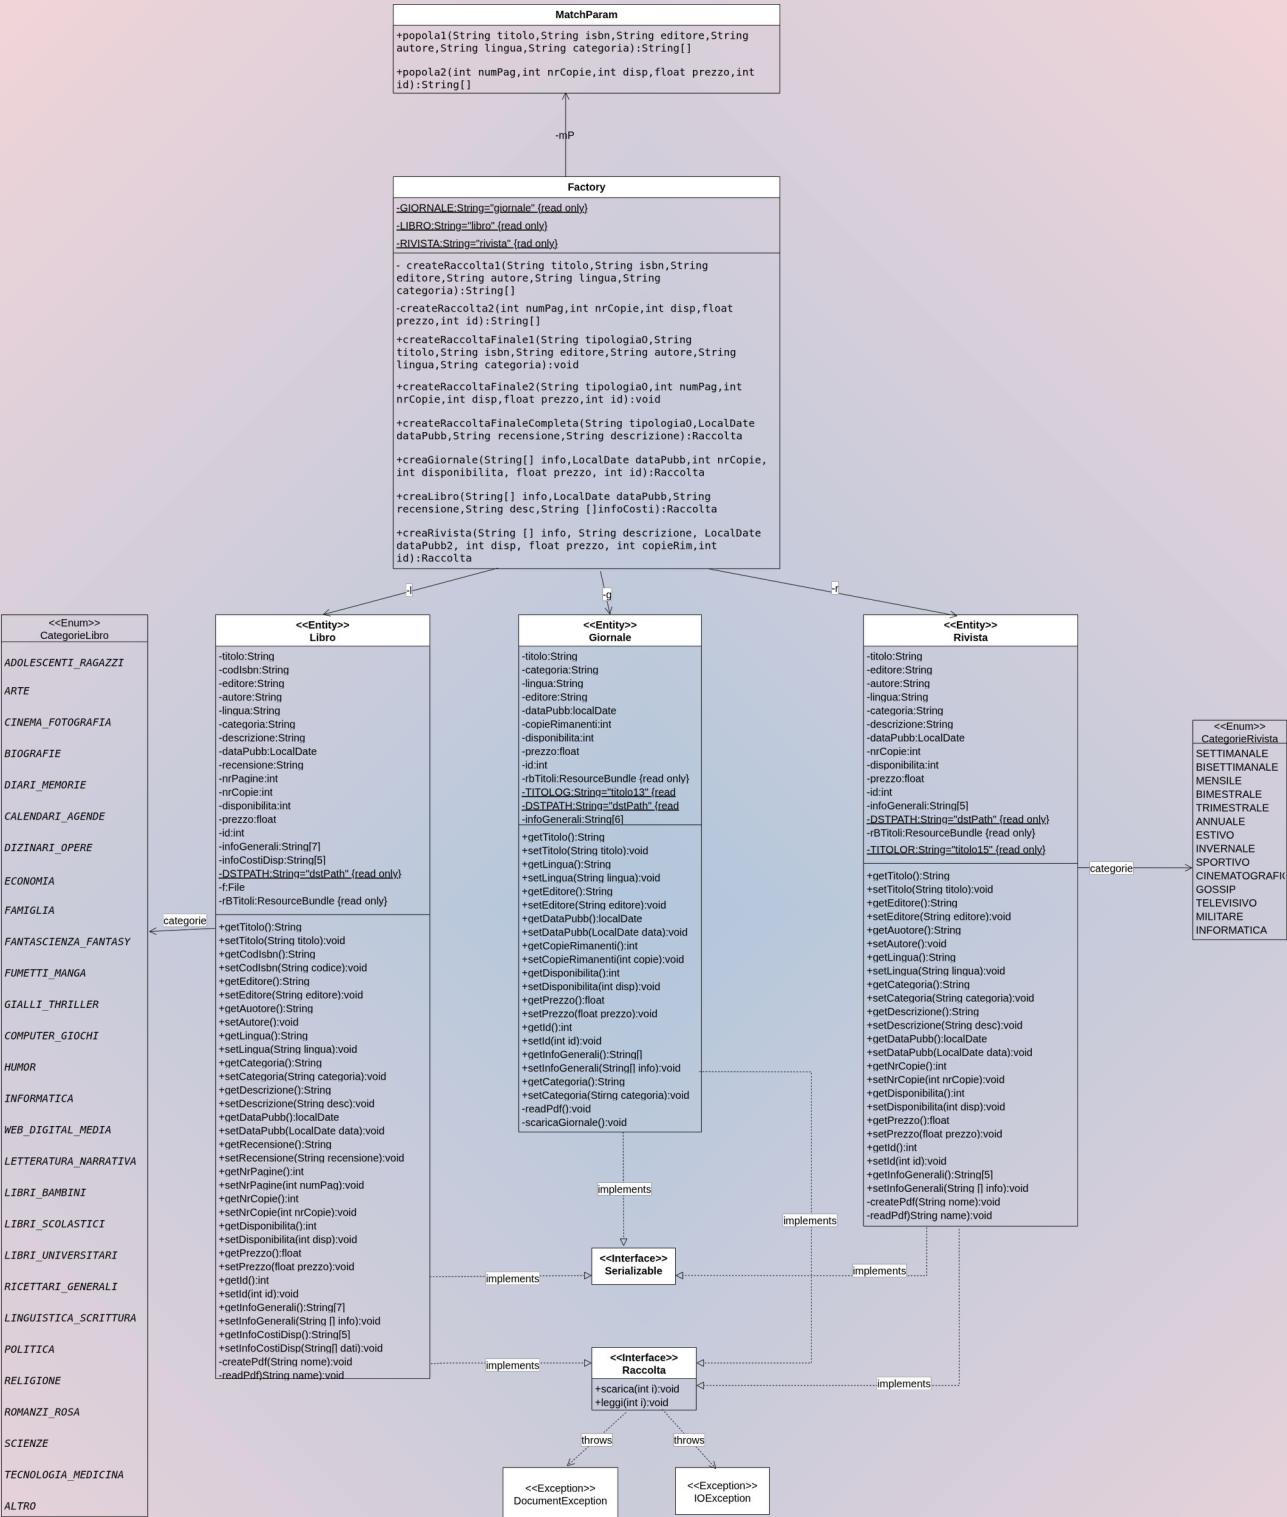 MatchParam
+popola1(String titolo,String isbn,String editore,String
autore,String lingua,String categoria):String[]
+popola2(int numPag,int nrCopie,int disp,float prezzo,int
id):String[]
-mP
Factory
-GIORNALE:String="giornale" {read only}
-LIBRO:String="libro" {read only}
-RIVISTA:String="rivista" {rad only}
- createRaccolta1(String titolo,String isbn,String
editore,String autore,String lingua,String
categoria):String[]
-createRaccolta2(int numPag,int nrCopie,int disp,float
prezzo,int id):String[]
+createRaccoltaFinale1(String tipologiaO,String
titolo,String isbn,String editore,String autore,String
lingua,String categoria):void
+createRaccoltaFinale2(String tipologiaO,int numPag,int
nrCopie,int disp,float prezzo,int id):void
+createRaccoltaFinaleCompleta(String tipologiaO,LocalDate
dataPubb,String recensione,String descrizione):Raccolta
+creaGiornale(String[] info,LocalDate dataPubb,int nrCopie,
int disponibilita, float prezzo, int id):Raccolta
+creaLibro(String[] info,LocalDate dataPubb,String
recensione,String desc,String []infoCosti):Raccolta
+creaRivista(String [] info, String descrizione, LocalDate
dataPubb2, int disp, float prezzo, int copieRim,int
id):Raccolta
-l
-g
-r
<<Enum>>
CategorieLibro
ADOLESCENTI_RAGAZZI
ARTE
CINEMA_FOTOGRAFIA
BIOGRAFIE
DIARI_MEMORIE
CALENDARI_AGENDE
DIZINARI_OPERE
ECONOMIA
FAMIGLIA
FANTASCIENZA_FANTASY
FUMETTI_MANGA
GIALLI_THRILLER
COMPUTER_GIOCHI
HUMOR
INFORMATICA
WEB_DIGITAL_MEDIA
LETTERATURA_NARRATIVA
LIBRI_BAMBINI
LIBRI_SCOLASTICI
LIBRI_UNIVERSITARI
RICETTARI_GENERALI
LINGUISTICA_SCRITTURA
POLITICA
RELIGIONE
ROMANZI_ROSA
SCIENZE
TECNOLOGIA_MEDICINA
ALTRO
categorie
<<Entity>>
Libro
-titolo:String
-codIsbn:String
-editore:String
-autore:String
-lingua:String
-categoria:String
-descrizione:String
-dataPubb:LocalDate
-recensione:String
-nrPagine:int
-nrCopie:int
-disponibilita:int
-prezzo:float
-id:int
-infoGenerali:String[7]
-infoCostiDisp:String[5]
-DSTPATH:String="dstPath" {read only}
-f:File
-rBTitoli:ResourceBundle {read only}
+getTitolo():String
+setTitolo(String titolo):void
+getCodIsbn():String
+setCodIsbn(String codice):void
+getEditore():String
+setEditore(String editore):void
+getAuotore():String
+setAutore():void
+getLingua():String
+setLingua(String lingua):void
+getCategoria():String
+setCategoria(String categoria):void
+getDescrizione():String
+setDescrizione(String desc):void
+getDataPubb():localDate
+setDataPubb(LocalDate data):void
+getRecensione():String
+setRecensione(String recensione):void
+getNrPagine():int
+setNrPagine(int numPag):void
+getNrCopie():int
+setNrCopie(int nrCopie):void
+getDisponibilita():int
+setDisponibilita(int disp):void
+getPrezzo():float
+setPrezzo(float prezzo):void
+getId():int
+setId(int id):void
+getInfoGenerali():String[7]
+setInfoGenerali(String [] info):void
+getInfoCostiDisp():String[5]
+setInfoCostiDisp(String[] dati):void
-createPdf(String nome):void
-readPdf)String name):void
<<Entity>>
Giornale
-titolo:String
-categoria:String
-lingua:String
-editore:String
-dataPubb:localDate
-copieRimanenti:int
-disponibilita:int
-prezzo:float
-id:int
-rbTitoli:ResourceBundle {read only}
-TITOLOG:String="titolo13" {read
-DSTPATH:String="dstPath" {read
-infoGenerali:String[6]
+getTitolo():String
+setTitolo(String titolo):void
+getLingua():String
+setLingua(String lingua):void
+getEditore():String
+setEditore(String editore):void
+getDataPubb():localDate
+setDataPubb(LocalDate data):void
+getCopieRimanenti():int
+setCopieRimanenti(int copie):void
+getDisponibilita():int
+setDisponibilita(int disp):void
+getPrezzo():float
+setPrezzo(float prezzo):void
+getId():int
+setId(int id):void
+getInfoGenerali():String[]
+setInfoGenerali(String[] info):void
+getCategoria():String
+setCategoria(Stirng categoria):void
-readPdf():void
-scaricaGiornale():void
<<Entity>>
Rivista
-titolo:String
-editore:String
-autore:String
-lingua:String
-categoria:String
-descrizione:String
-dataPubb:LocalDate
-nrCopie:int
-disponibilita:int
-prezzo:float
-id:int
-infoGenerali:String[5]
-DSTPATH:String="dstPath" {read only}
-rBTitoli:ResourceBundle {read only}
-TITOLOR:String="titolo15" {read only}
+getTitolo():String
+setTitolo(String titolo):void
+getEditore():String
+setEditore(String editore):void
+getAuotore():String
+setAutore():void
+getLingua():String
+setLingua(String lingua):void
+getCategoria():String
+setCategoria(String categoria):void
+getDescrizione():String
+setDescrizione(String desc):void
+getDataPubb():localDate
+setDataPubb(LocalDate data):void
+getNrCopie():int
+setNrCopie(int nrCopie):void
+getDisponibilita():int
+setDisponibilita(int disp):void
+getPrezzo():float
+setPrezzo(float prezzo):void
+getId():int
+setId(int id):void
+getInfoGenerali():String[5]
+setInfoGenerali(String [] info):void
-createPdf(String nome):void
-readPdf)String name):void
categorie
<<Enum>>
CategorieRivista
SETTIMANALE
BISETTIMANALE
MENSILE
BIMESTRALE
TRIMESTRALE
ANNUALE
ESTIVO
INVERNALE
SPORTIVO
CINEMATOGRAFIC
GOSSIP
TELEVISIVO
MILITARE
INFORMATICA
implements
implements
implements
implements
<<Interface>>
Serializable
implements
implements
<<Interface>>
Raccolta
+scarica(int i):void
+leggi(int i):void
throws
throws
<<Exception>>
DocumentException
<<Exception>>
IOException